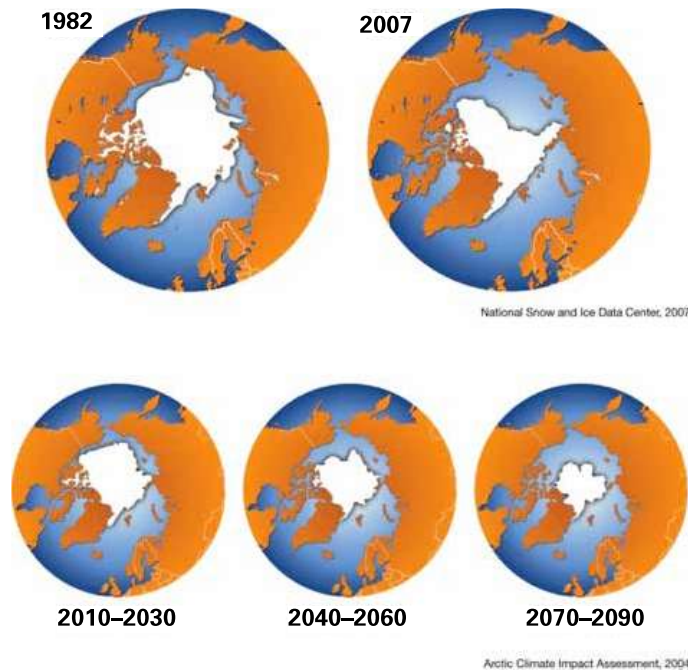 1982
2007
National Snow and Ice Data Center, 2007
2010–2030
2040–2060
2070–2090
Arctic Climate Impact Assessment, 2004